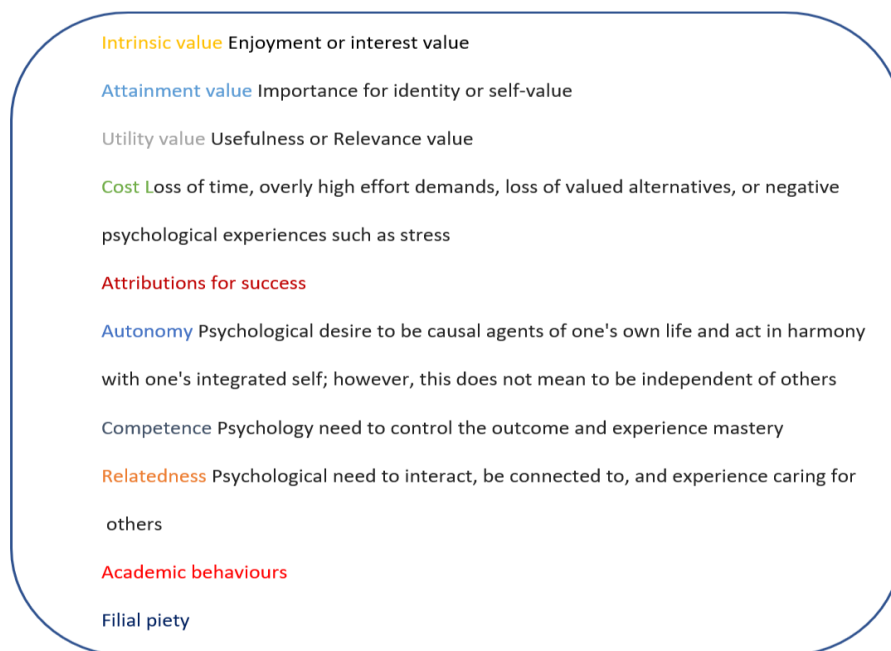 Intrinsic value Enjoyment or interest value
Attainment value Importance for identity or self-value
Utility value Usefulness or Relevance value
Cost Loss of time, overly high effort demands, loss of valued alternatives, or negative
psychological experiences such as stress
Attributions for success
Autonomy Psychological desire to be causal agents of one's own life and act in harmony
with one's integrated self; however, this does not mean to be independent of others
Competence Psychology need to control the outcome and experience mastery
Relatedness Psychological need to interact, be connected to, and experience caring for
others
Academic behaviours
Filial piety